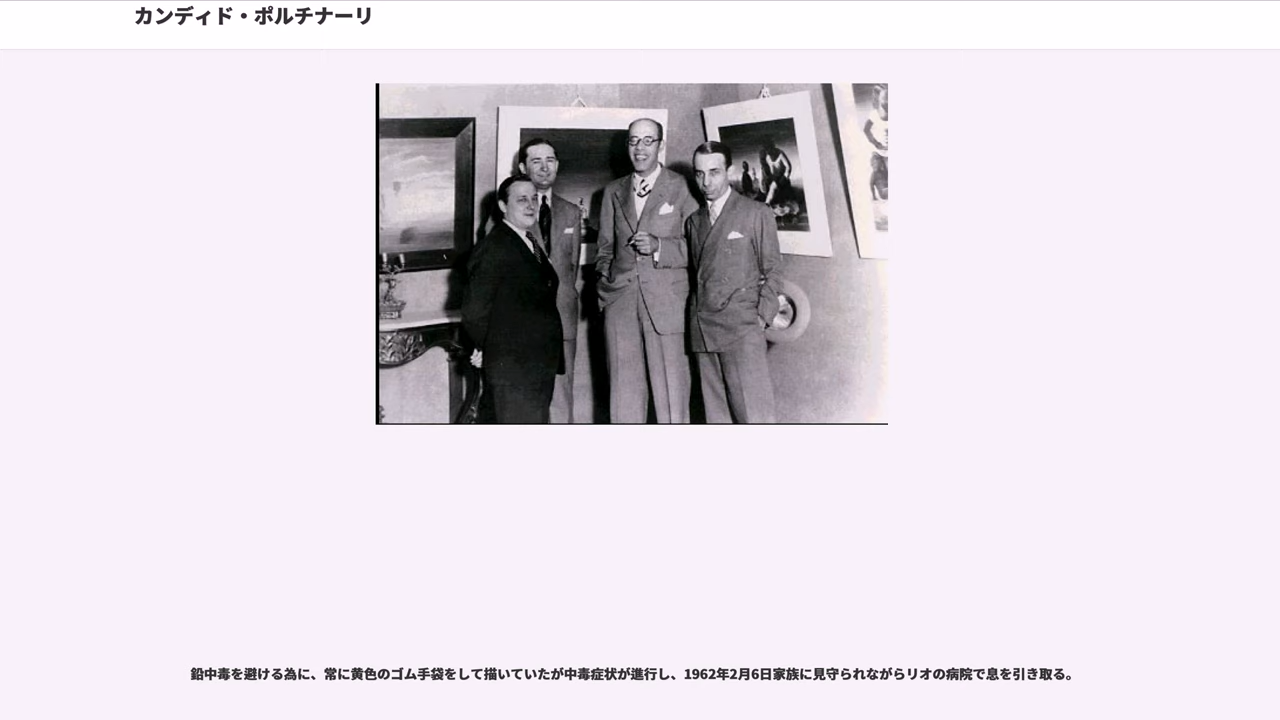 カンディド・ポルチナーリ
鉛中毒を避ける為に、常に黄色のゴム手袋をして描いていたが中毒症状が進行し、1962年2月6日家族に見守られながらリオの病院で息を引き取る。